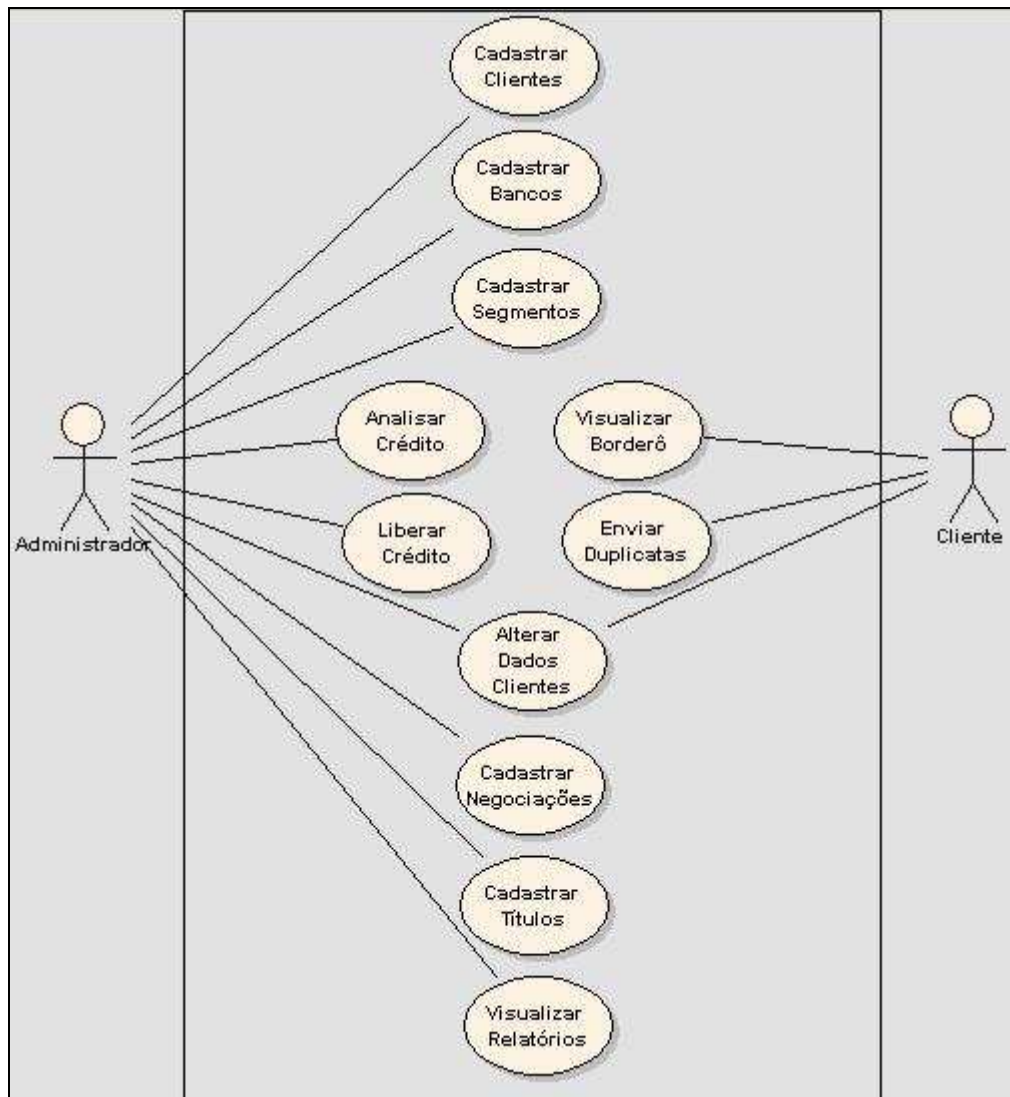 Cadastrar
Clientes
Cadastrar
Bancos
Cadastrar
Segmentos
Analisar
Crédito
Visualizar
Borderô
Administrador
Liberar
Crédito
Enviar
Duplicatas
Cliente
Alterar
Dados
Clientes
Cadastrar
Negociações
Cadastrar
Títulos
Visualizar
Relatórios